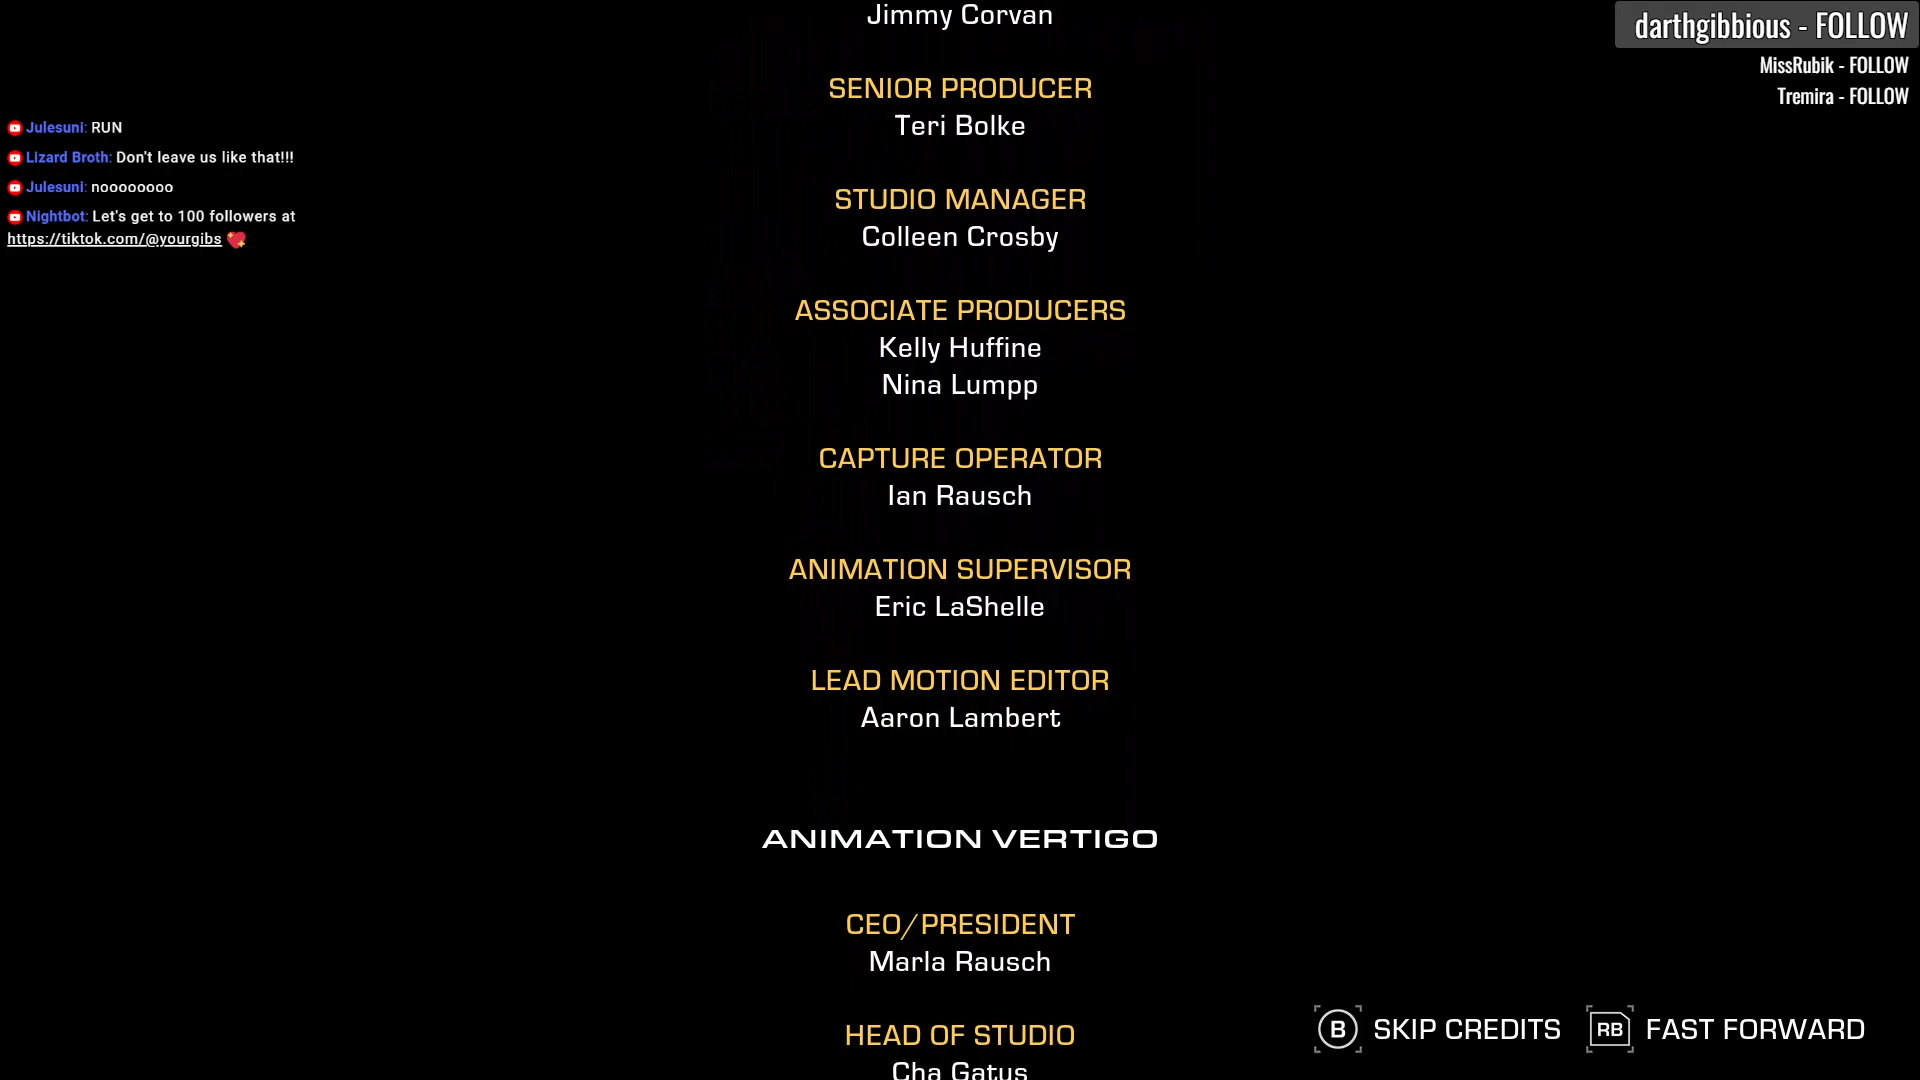 Jimmy Corvan
SENIOR PRODUCER
Teri Bolke
STUDIO MANAGER
Colleen Crosby
ASSOCIATE PRODUCERS
Kelly Huffine
Nina Lumpp
CAPTURE OPERATOR
Ian Rausch
ANIMATION SUPERVISOR
Eric LaShelle
LEAD MOTION EDITOR
Aaron Lambert
ANIMATION VERTIGO
CEO/PRESIDENT
Marla Rausch
HEAD OF STUDIO
Cha Gatus
Julesuni: RUN
Lizard Broth: Don't leave us like that!!!
Julesuni: noooooooo
Nightbot: Let's get to 100 followers at
https://tiktok.com/@yourgibs 💖
darthgibbious - FOLLOW
MissRubik - FOLLOW
Tremira - FOLLOW
B SKIP CREDITS RB FAST FORWARD